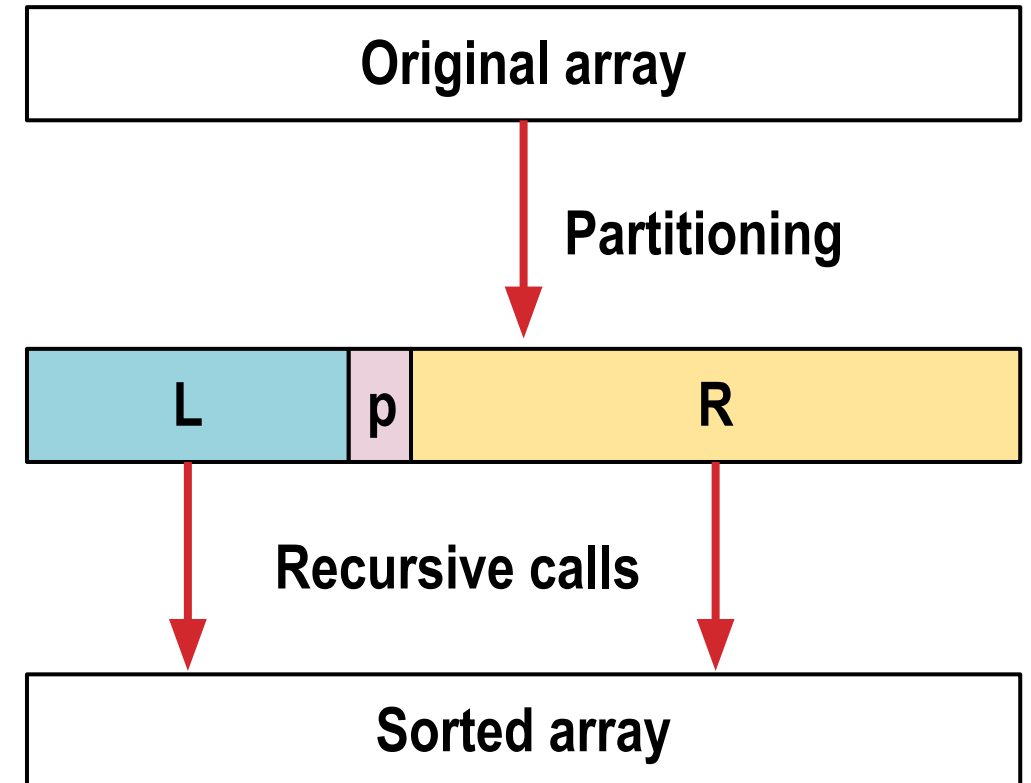 Original array
Partitioning
L p R
Recursive calls
Sorted array